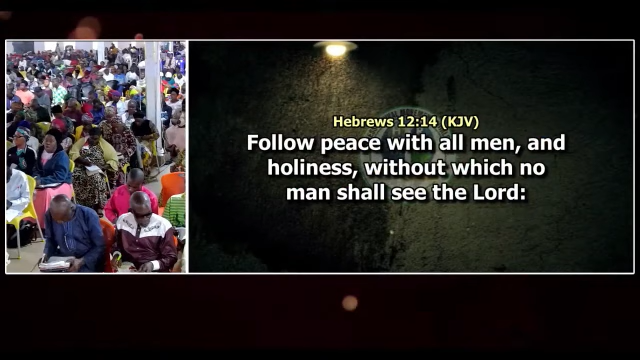 Hebrews 12:14 (KJV)
Follow peace with all men, and
holiness, without which no
man shall see the Lord: